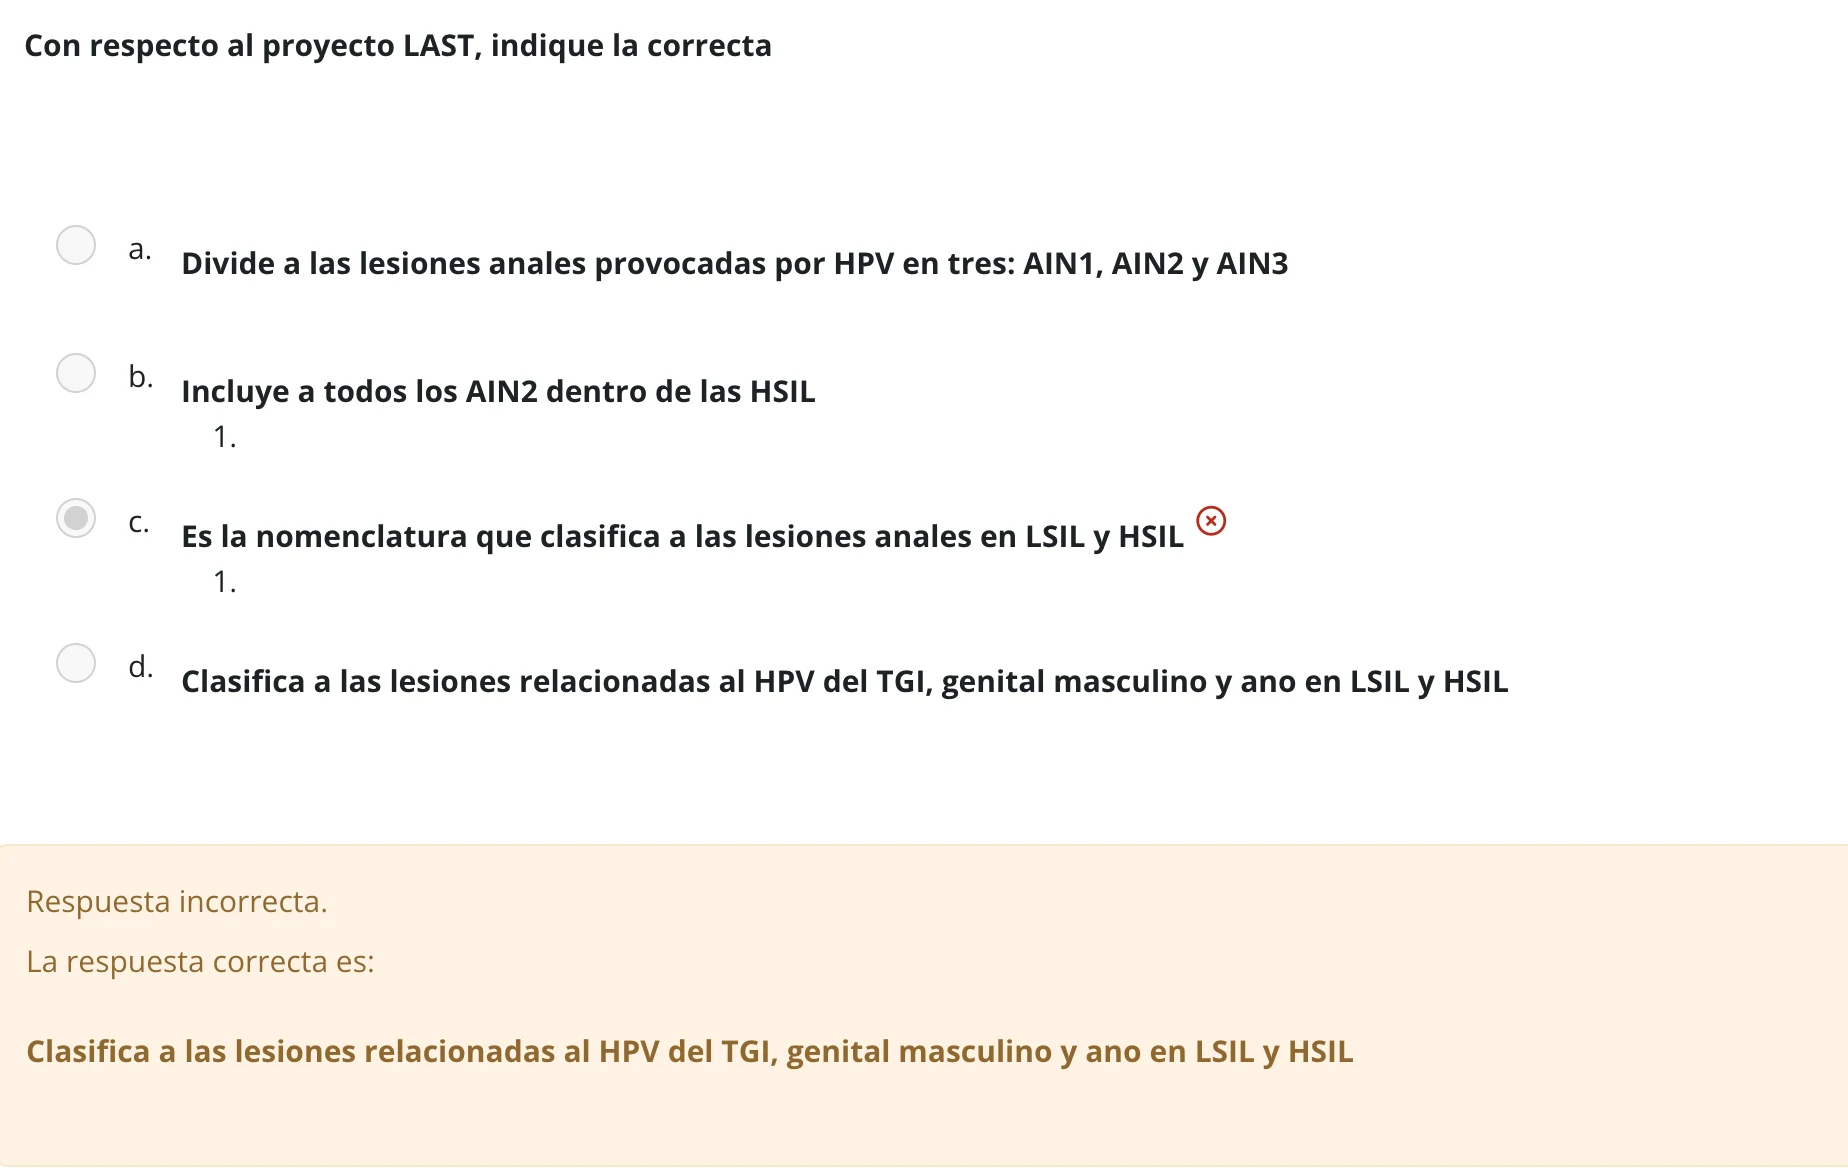 Con respecto al proyecto LAST, indique la correcta
a. Divide a las lesiones anales provocadas por HPV en tres: AIN1, AIN2 y AIN3
b. Incluye a todos los AIN2 dentro de las HSIL
1.
c. Es la nomenclatura que clasifica a las lesiones anales en LSIL y HSIL
1.
d. Clasifica a las lesiones relacionadas al HPV del TGI, genital masculino y ano en LSIL y HSIL
Respuesta incorrecta.
La respuesta correcta es:
Clasifica a las lesiones relacionadas al HPV del TGI, genital masculino y ano en LSIL y HSIL